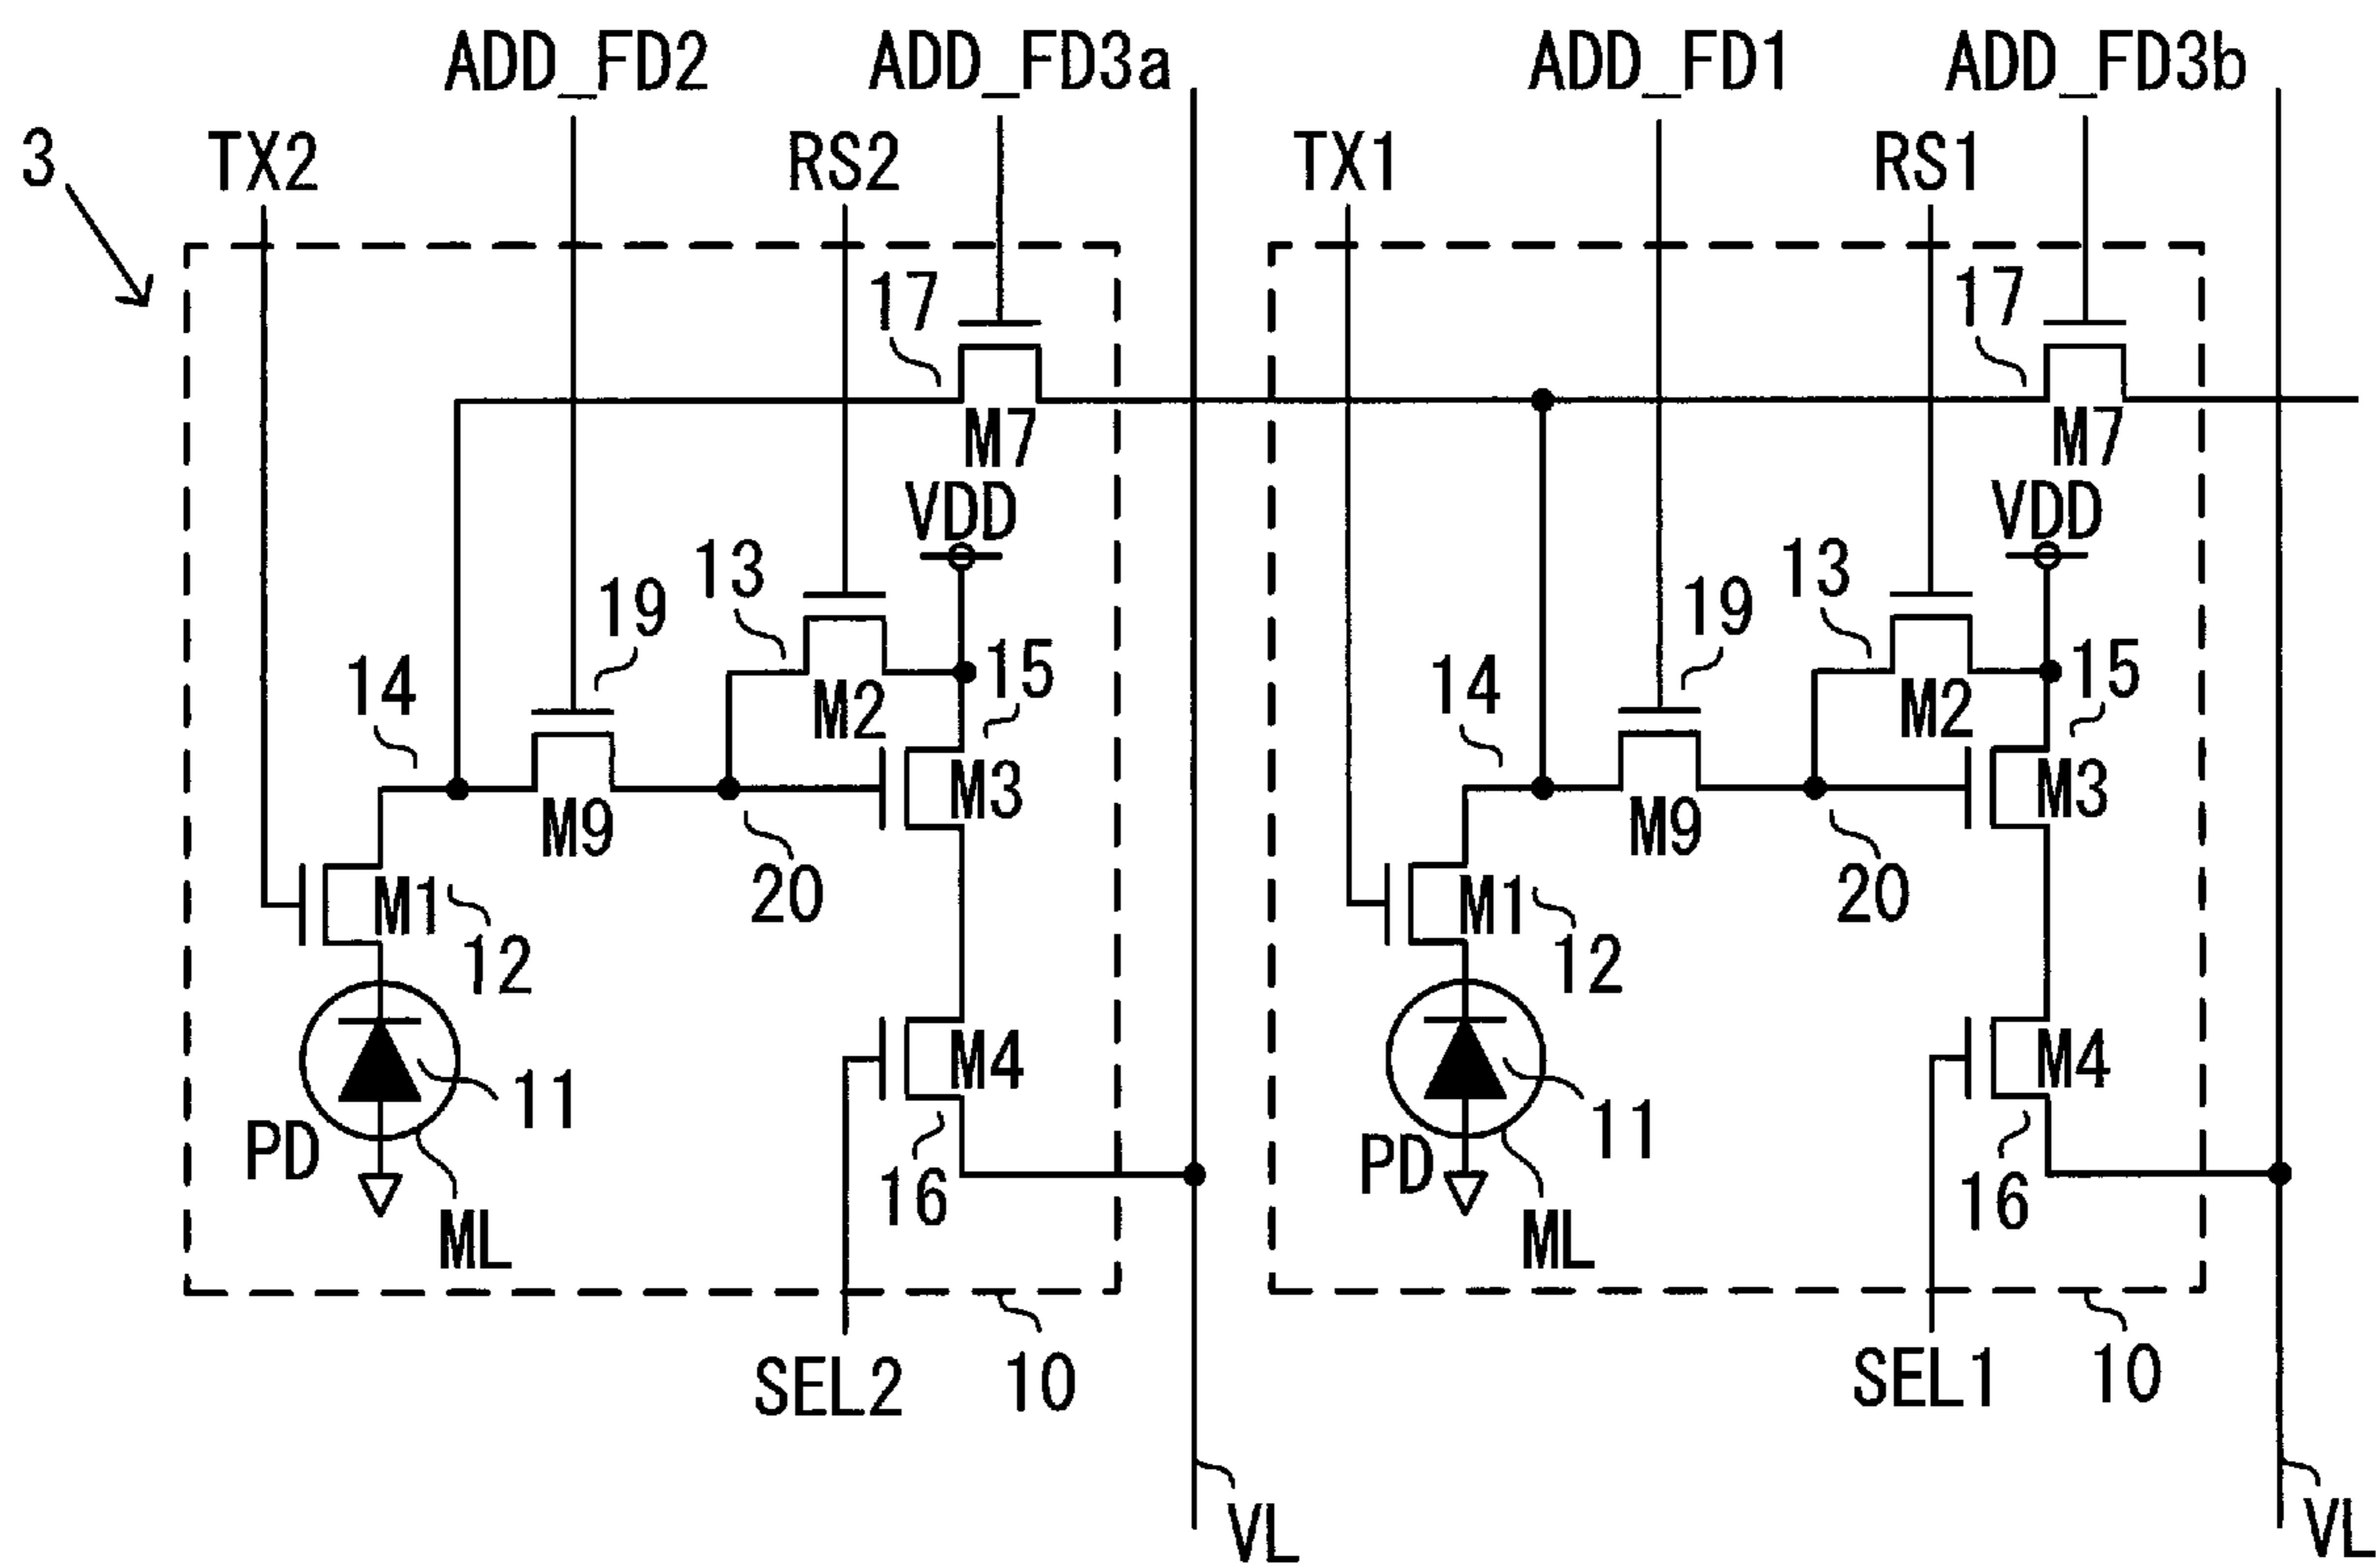 ADD_FD2 ADD_FD3a ADD_FD1 ADD_FD3b
3 TX2 RS2 TX1 RS1
17 17
M7 M7
VDD VDD
13 13
19 19
14 15 14 15
M2 M2
M9 M3 M9 M3
20 20
M1 M1
12 12
M4 M4
11 11
PD PD
16 16
ML ML
SEL2 10 SEL1 10
VL VL